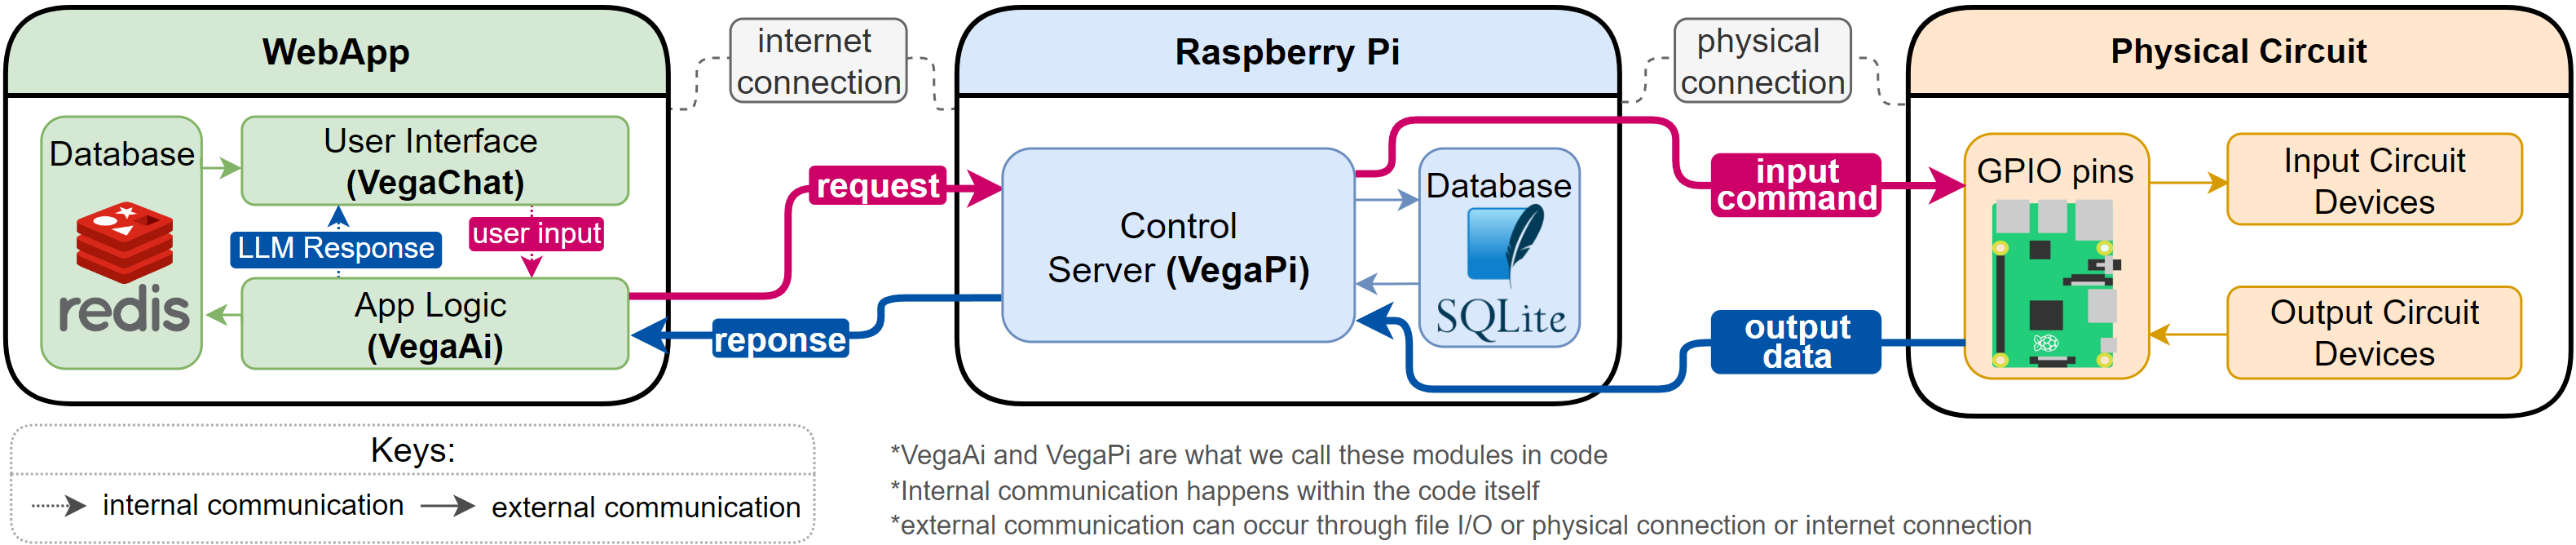 WebApp
internet
connection
Raspberry Pi
physical
connection
Physical Circuit
Database
redis
User Interface
(VegaChat)
LLM Response
user input
App Logic
(VegaAi)
request
reponse
Control
Server (VegaPi)
Database
SQLite
input
command
output
data
GPIO pins
Input Circuit
Devices
Output Circuit
Devices
Keys:
internal communication
external communication
*VegaAi and VegaPi are what we call these modules in code
*Internal communication happens within the code itself
*external communication can occur through file I/O or physical connection or internet connection